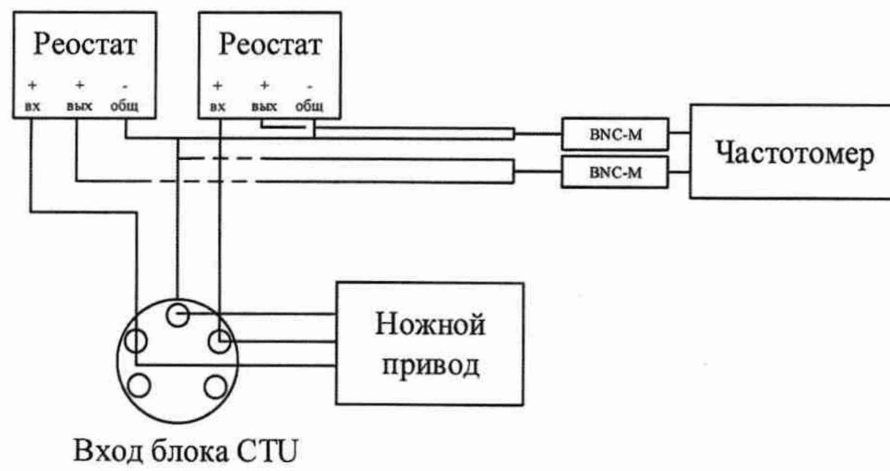 Реостат
+ + -
вх вых общ
Реостат
+ + -
вх вых общ
BNC-M
BNC-M
Частотомер
Ножной
привод
Вход блока CTU